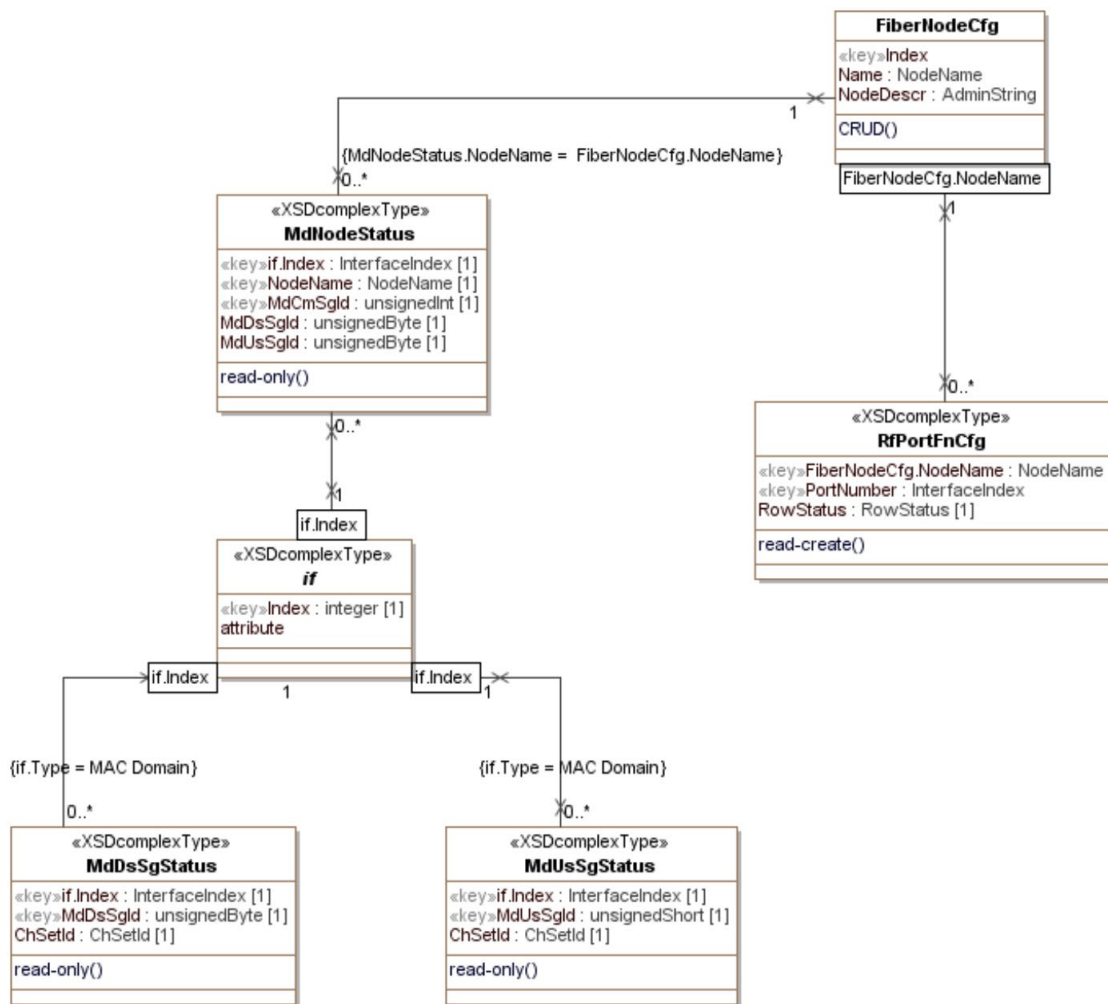 FiberNodeCfg
«key»Index
Name : NodeName
NodeDescr : AdminString
CRUD()
FiberNodeCfg.NodeName
1
1
{MdNodeStatus.NodeName = FiberNodeCfg.NodeName}
0..*
«XSDcomplexType»
MdNodeStatus
«key»if.Index : InterfaceIndex [1]
«key»NodeName : NodeName [1]
«key»MdCmSgId : unsignedInt [1]
MdDsSgId : unsignedByte [1]
MdUsSgId : unsignedByte [1]
read-only()
0..*
0..*
«XSDcomplexType»
RfPortFnCfg
«key»FiberNodeCfg.NodeName : NodeName
«key»PortNumber : InterfaceIndex
RowStatus : RowStatus [1]
read-create()
1
if.Index
«XSDcomplexType»
if
«key»Index : integer [1]
attribute
if.Index
1
if.Index
1
{if.Type = MAC Domain}
{if.Type = MAC Domain}
0..*
0..*
«XSDcomplexType»
MdDsSgStatus
«key»if.Index : InterfaceIndex [1]
«key»MdDsSgId : unsignedByte [1]
ChSetId : ChSetId [1]
read-only()
«XSDcomplexType»
MdUsSgStatus
«key»if.Index : InterfaceIndex [1]
«key»MdUsSgId : unsignedShort [1]
ChSetId : ChSetId [1]
read-only()